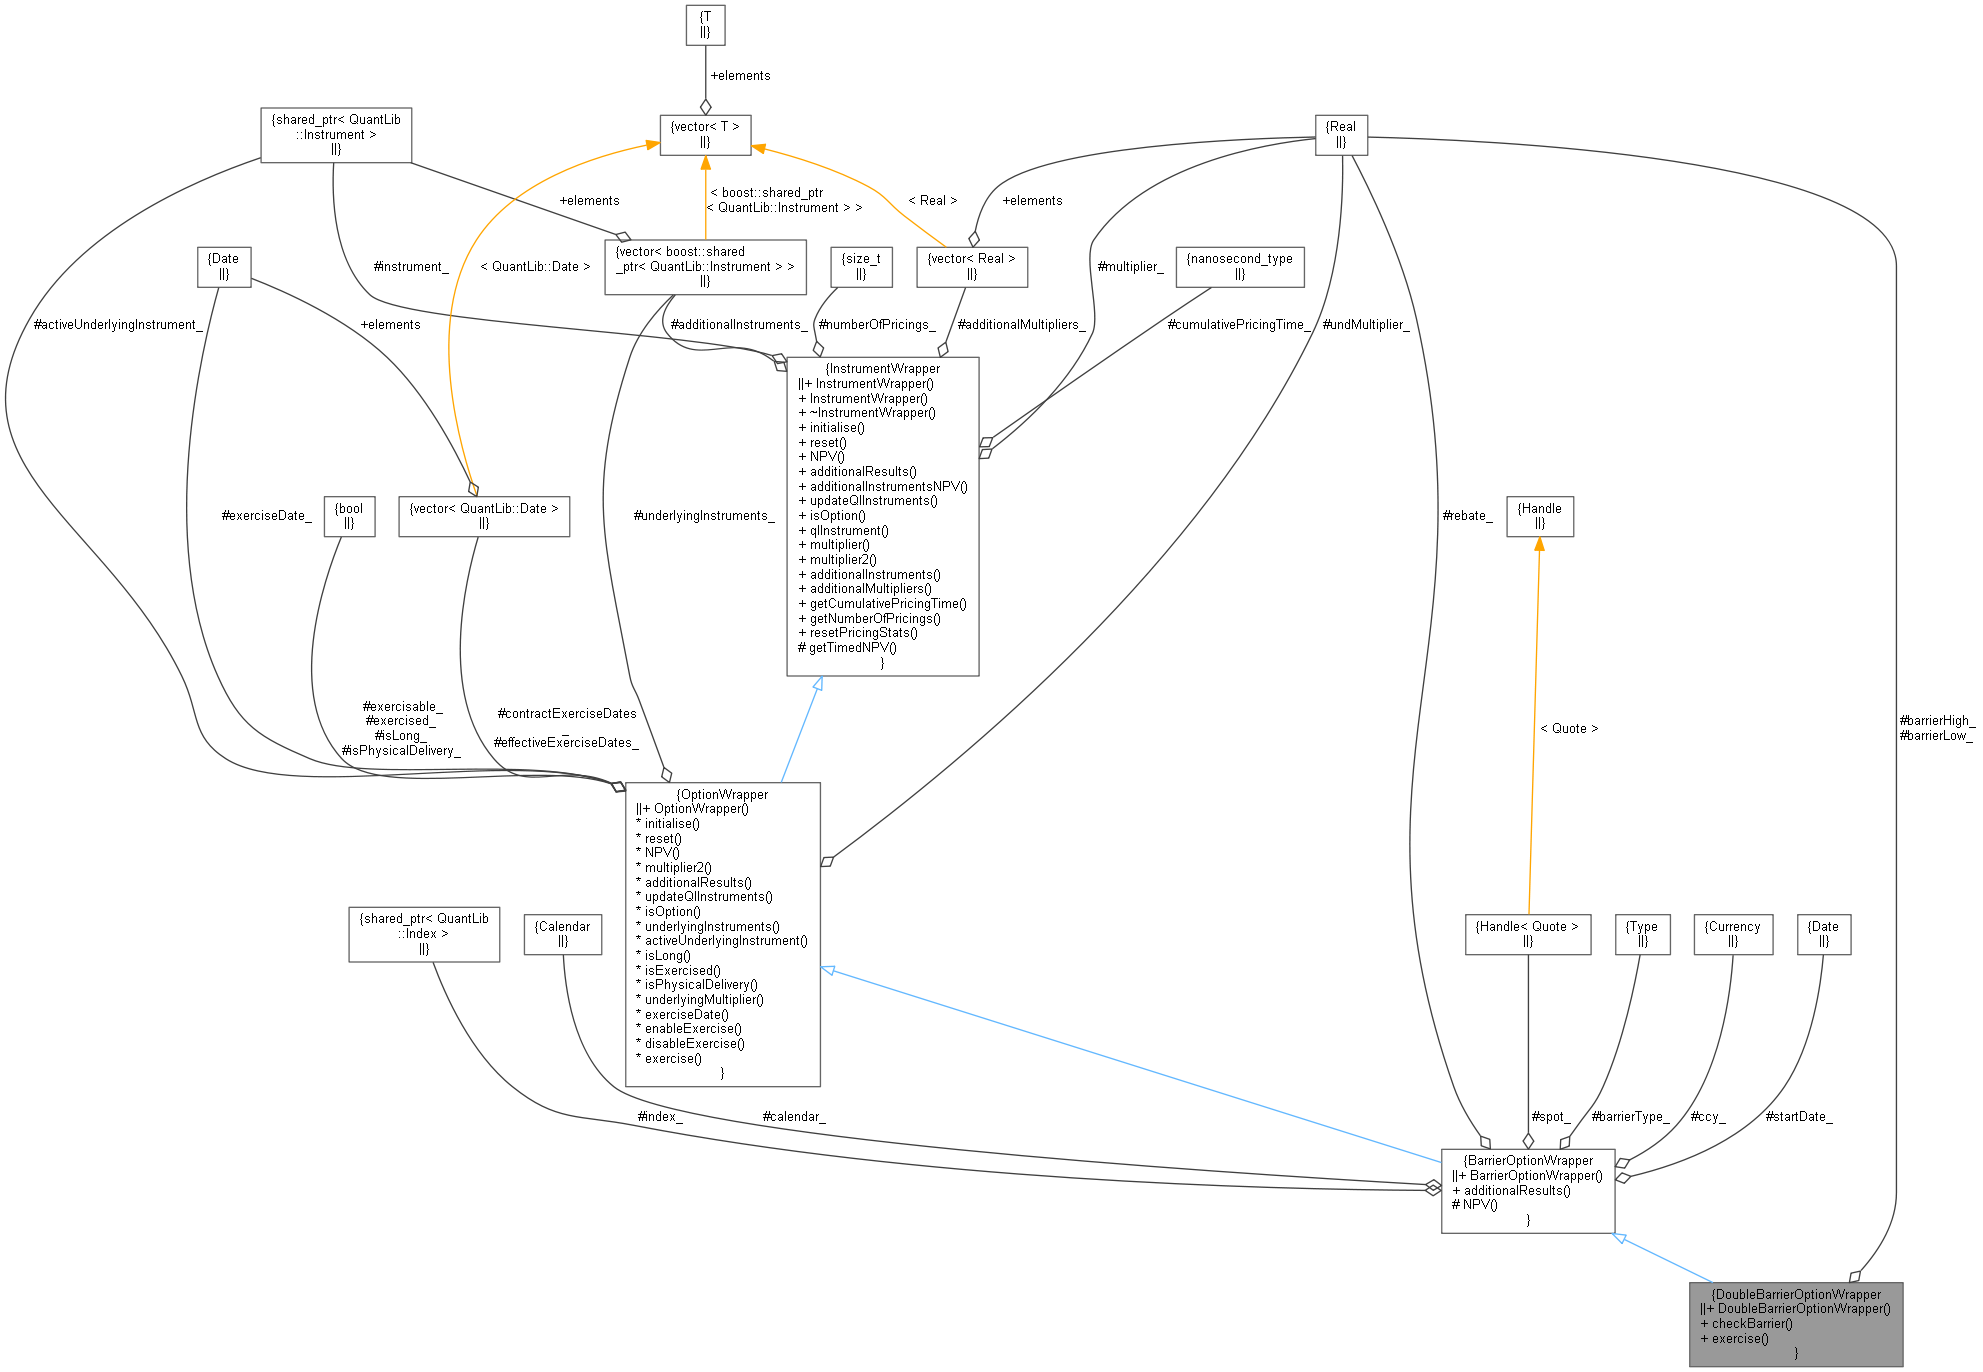 {T
||}
+elements
{shared_ptr< QuantLib
::Instrument >
||}
{vector< T >
||}
{Real
||}
< boost::shared_ptr
< QuantLib::Instrument > >
+elements
< Real >
+elements
{Date
||}
#instrument_
< QuantLib::Date >
{vector< boost::shared
_ptr< QuantLib::Instrument > >
||}
{size_t
||}
{vector< Real >
||}
#multiplier_
{nanosecond_type
||}
#activeUnderlyingInstrument_
+elements
#additionalInstruments_
#numberOfPricings_
#additionalMultipliers_
#cumulativePricingTime_
#undMultiplier_
{InstrumentWrapper
||+ InstrumentWrapper()
+ InstrumentWrapper()
+ ~InstrumentWrapper()
+ initialise()
+ reset()
+ NPV()
+ additionalResults()
+ additionalInstrumentsNPV()
+ updateQlInstruments()
+ isOption()
+ qlInstrument()
+ multiplier()
+ multiplier2()
+ additionalInstruments()
+ additionalMultipliers()
+ getCumulativePricingTime()
+ getNumberOfPricings()
+ resetPricingStats()
# getTimedNPV()
}
#exerciseDate_
{bool
||}
{vector< QuantLib::Date >
||}
#underlyingInstruments_
#rebate_
{Handle
||}
#exercisable_
#exercised_
#isLong_
#isPhysicalDelivery_
#contractExerciseDates
_
#effectiveExerciseDates_
< Quote >
#barrierHigh_
#barrierLow_
{OptionWrapper
||+ OptionWrapper()
* initialise()
* reset()
* NPV()
* multiplier2()
* additionalResults()
* updateQlInstruments()
* isOption()
* underlyingInstruments()
* activeUnderlyingInstrument()
* isLong()
* isExercised()
* isPhysicalDelivery()
* underlyingMultiplier()
* exerciseDate()
* enableExercise()
* disableExercise()
* exercise()
}
{shared_ptr< QuantLib
::Index >
||}
{Calendar
||}
{Handle< Quote >
||}
{Type
||}
{Currency
||}
{Date
||}
#index_
#calendar_
#spot_
#barrierType_
#ccy_
#startDate_
{BarrierOptionWrapper
||+ BarrierOptionWrapper()
+ additionalResults()
# NPV()
}
{DoubleBarrierOptionWrapper
||+ DoubleBarrierOptionWrapper()
+ checkBarrier()
+ exercise()
}